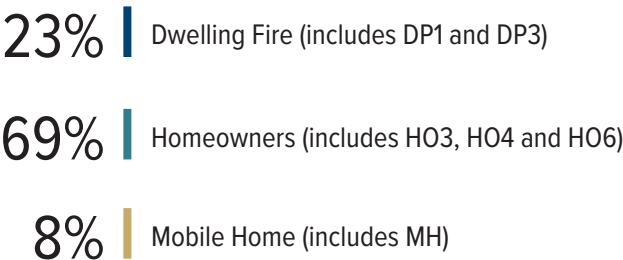 23% Dwelling Fire (includes DP1 and DP3)
69% Homeowners (includes HO3, HO4 and HO6)
8% Mobile Home (includes MH)